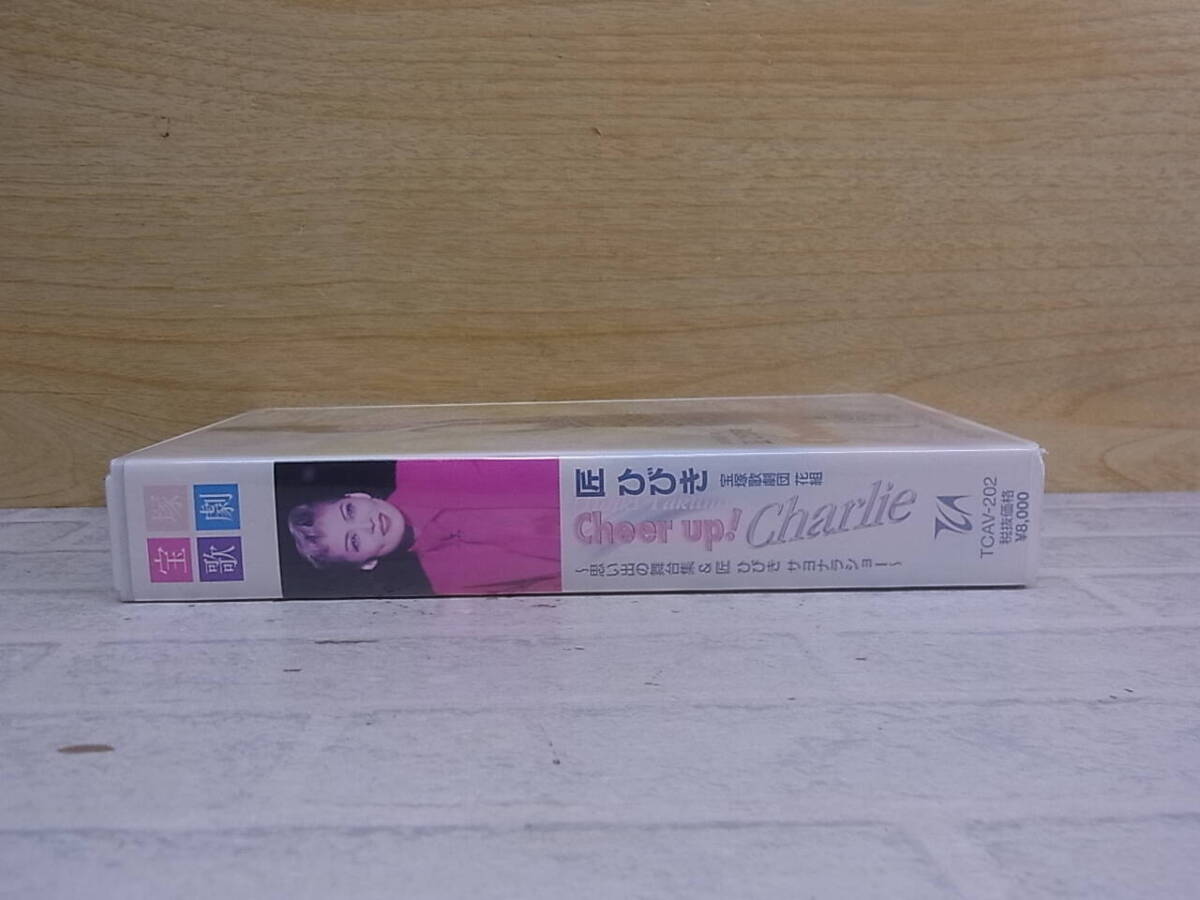 宝塚
歌劇
匠 ひびき 宝塚歌劇団 花組
Cheer up! Charlie
~思い出の舞台集 & 匠 ひびき サヨナラショー~
TCAV-202
税抜価格
¥8,000